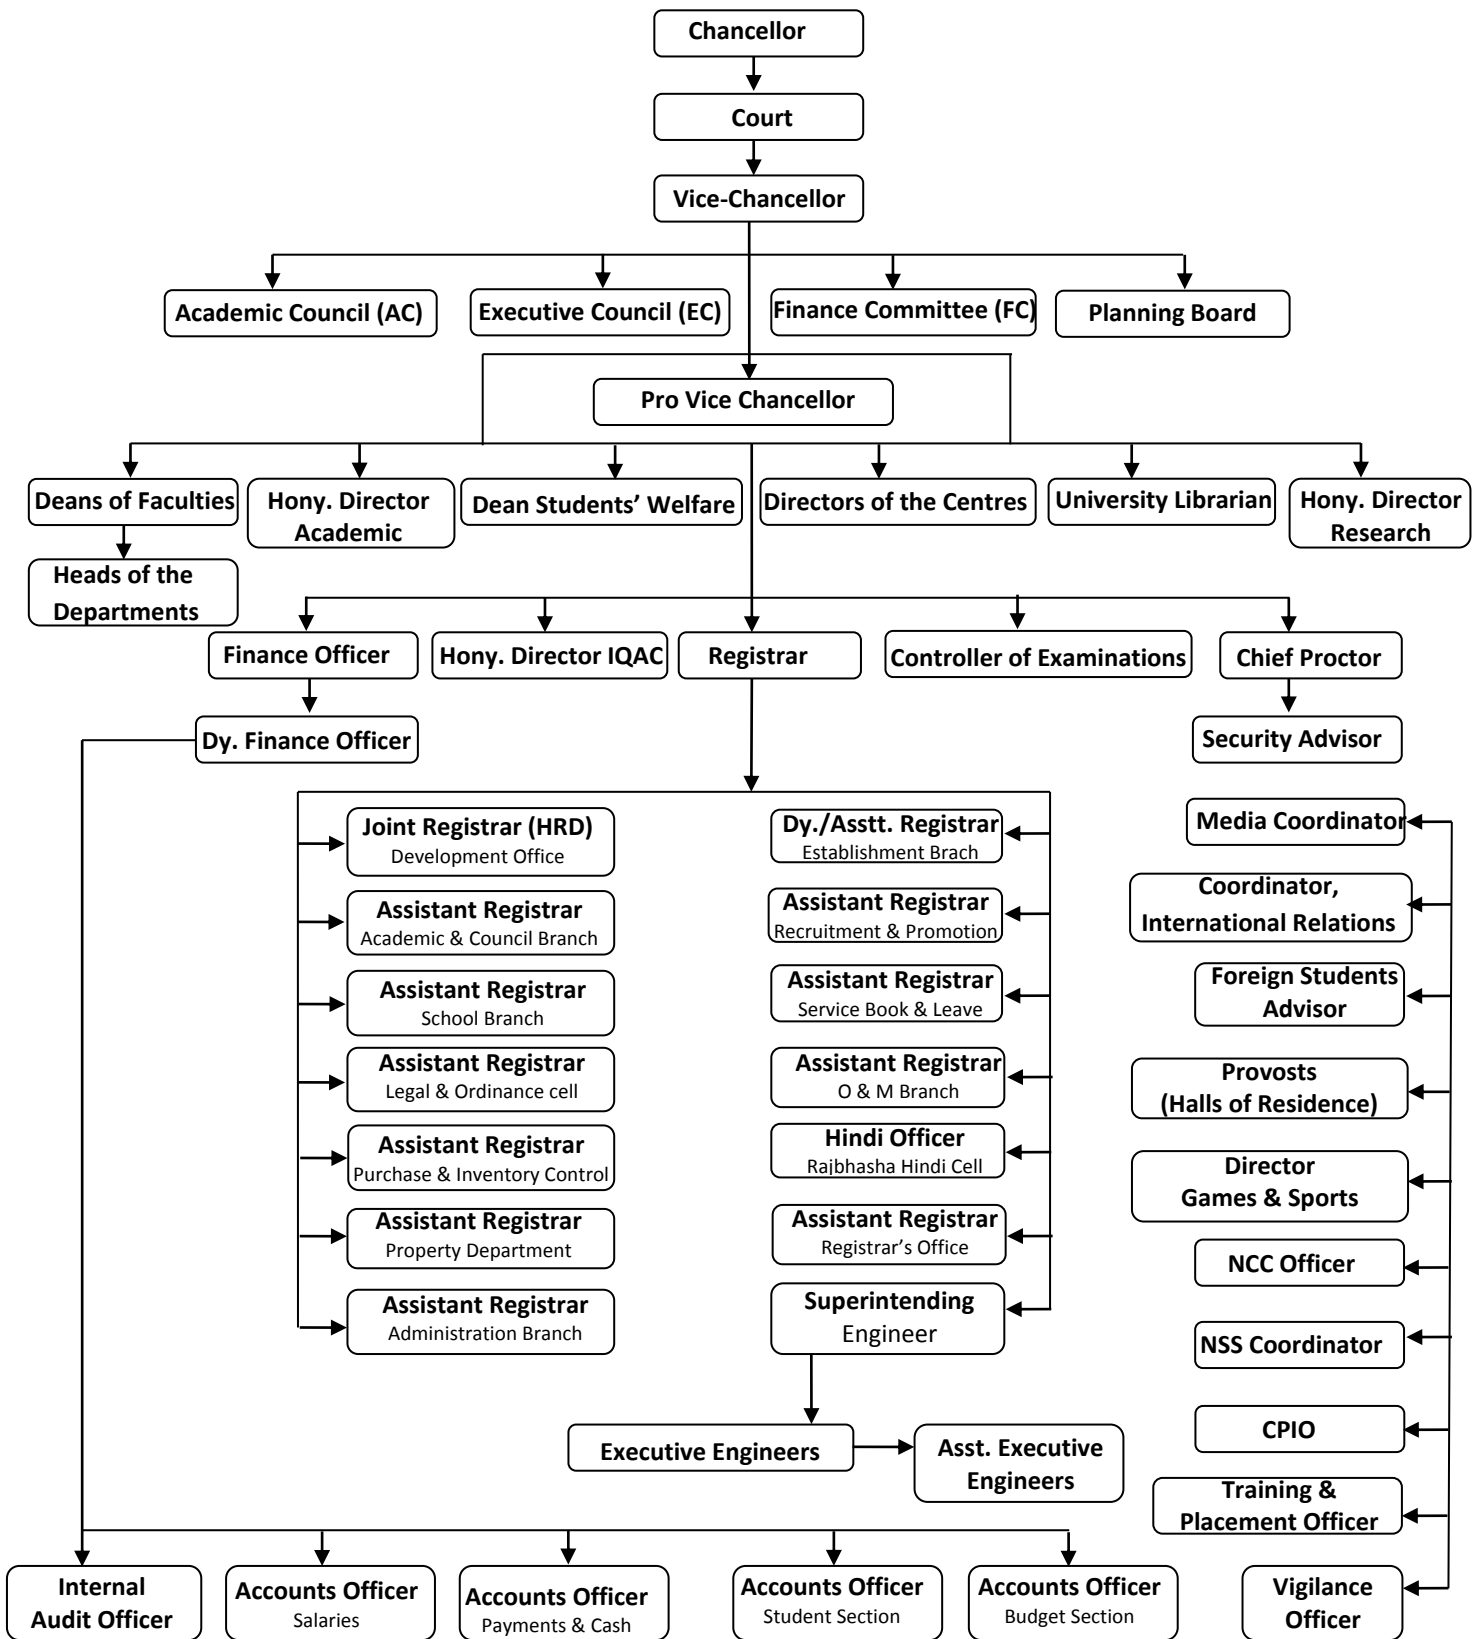 Chancellor
Court
Vice-Chancellor
Academic Council (AC)
Executive Council (EC)
Finance Committee (FC)
Planning Board
Pro Vice Chancellor
Deans of Faculties
Hony. Director
Academic
Dean Students’ Welfare
Directors of the Centres
University Librarian
Hony. Director
Research
Heads of the
Departments
Finance Officer
Hony. Director IQAC
Registrar
Controller of Examinations
Chief Proctor
Dy. Finance Officer
Security Advisor
Joint Registrar (HRD)
Development Office
Assistant Registrar
Academic & Council Branch
Assistant Registrar
School Branch
Assistant Registrar
Legal & Ordinance cell
Assistant Registrar
Purchase & Inventory Control
Assistant Registrar
Property Department
Assistant Registrar
Administration Branch
Dy./Asstt. Registrar
Establishment Brach
Assistant Registrar
Recruitment & Promotion
Assistant Registrar
Service Book & Leave
Assistant Registrar
O & M Branch
Hindi Officer
Rajbhasha Hindi Cell
Assistant Registrar
Registrar’s Office
Superintending
Engineer
Executive Engineers
Asst. Executive
Engineers
Media Coordinator
Coordinator,
International Relations
Foreign Students
Advisor
Provosts
(Halls of Residence)
Director
Games & Sports
NCC Officer
NSS Coordinator
CPIO
Training &
Placement Officer
Vigilance
Officer
Internal
Audit Officer
Accounts Officer
Salaries
Accounts Officer
Payments & Cash
Accounts Officer
Student Section
Accounts Officer
Budget Section